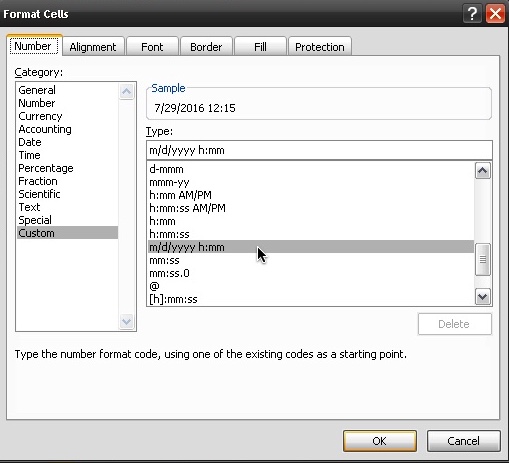 Format Cells
Number Alignment Font Border Fill Protection
Category:
General
Number
Currency
Accounting
Date
Time
Percentage
Fraction
Scientific
Text
Special
Custom
Sample
7/29/2016 12:15
Type:
m/d/yyyy h:mm
d-mmm
mmm-yy
h:mm AM/PM
h:mm:ss AM/PM
h:mm
h:mm:ss
m/d/yyyy h:mm
mm:ss
mm:ss.0
@
[h]:mm:ss
Delete
Type the number format code, using one of the existing codes as a starting point.
OK Cancel